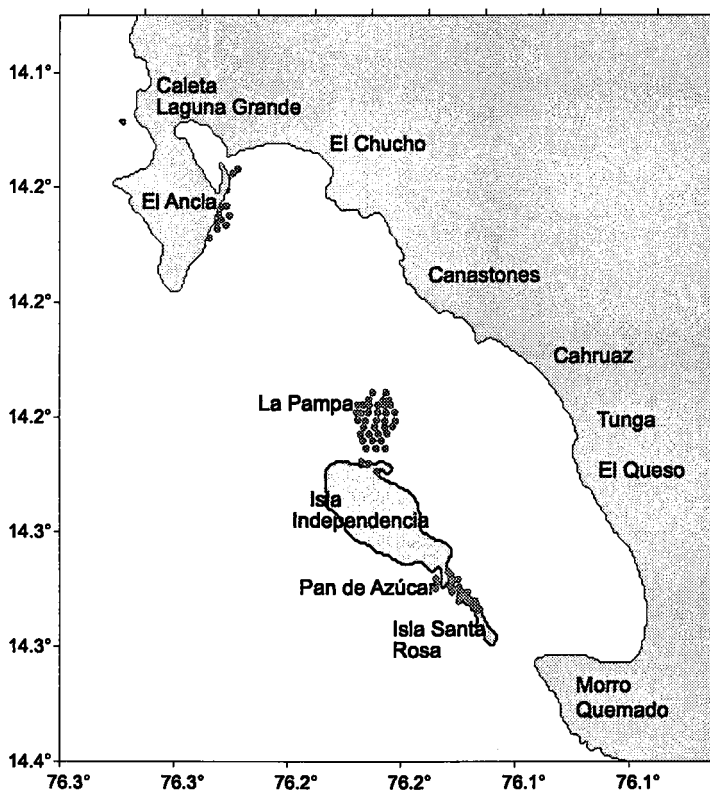 14.1°
Caleta
Laguna Grande
El Chucho
14.2°
El Ancla
Canastones
14.2°
Cahruaz
La Pampa
14.2°
Tunga
El Queso
Isla
Independencia
14.3°
Pan de Azúcar
Isla Santa
Rosa
14.3°
Morro
Quemado
14.4°
76.3° 76.3° 76.2° 76.2° 76.1° 76.1°